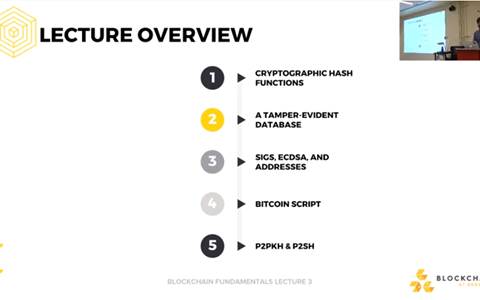 LECTURE OVERVIEW
1
CRYPTOGRAPHIC HASH
FUNCTIONS
2
A TAMPER-EVIDENT
DATABASE
3
SIGS, ECDSA, AND
ADDRESSES
4
BITCOIN SCRIPT
5
P2PKH & P2SH
BLOCKCHAIN FUNDAMENTALS LECTURE 3
BLOCKCHA